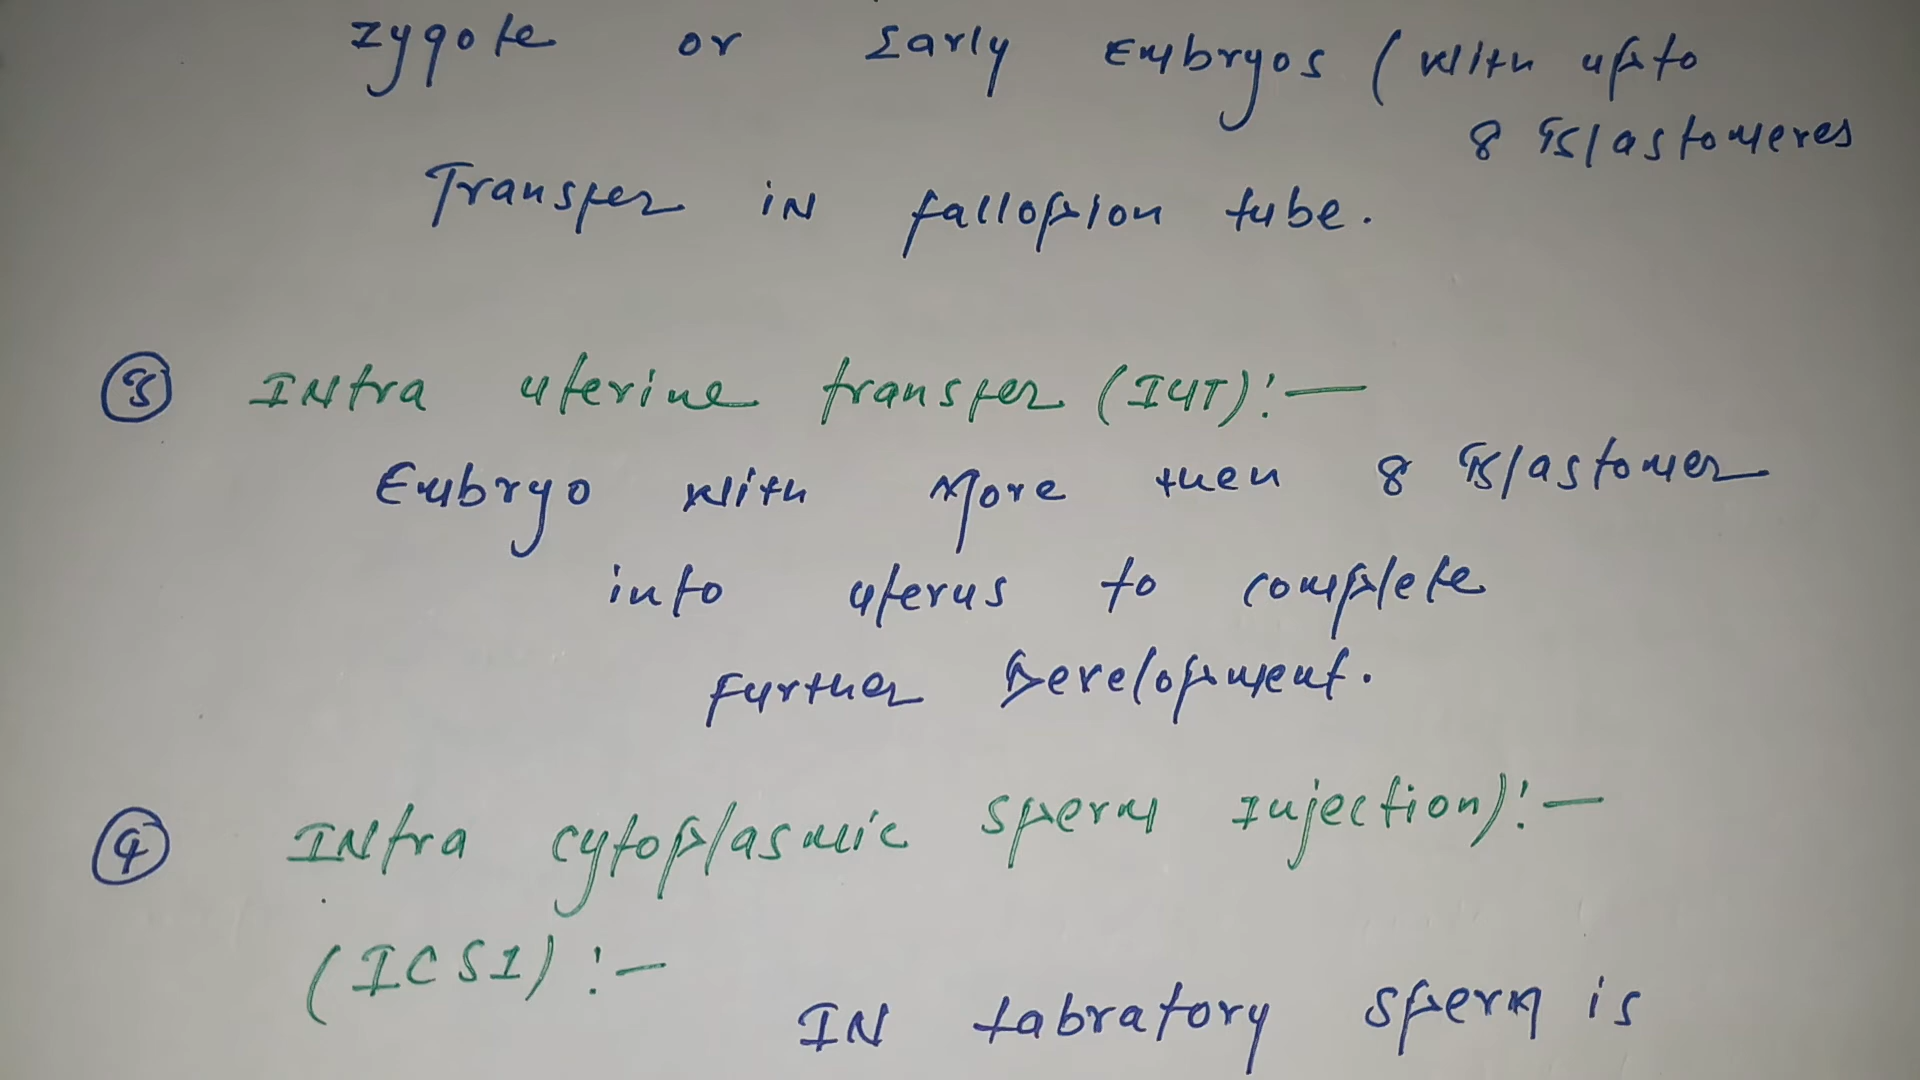 zygote or Early Embryos (with upto
8 Blastomeres
Transfer in fallopion tube.
③ Intra uterine transfer (IUT):—
Embryo with More then 8 Blastomer
into uterus to complete
further Development.
④ Intra cytoplasmic sperm Injection):—
(ICSI):—
IN Labratory sperm is